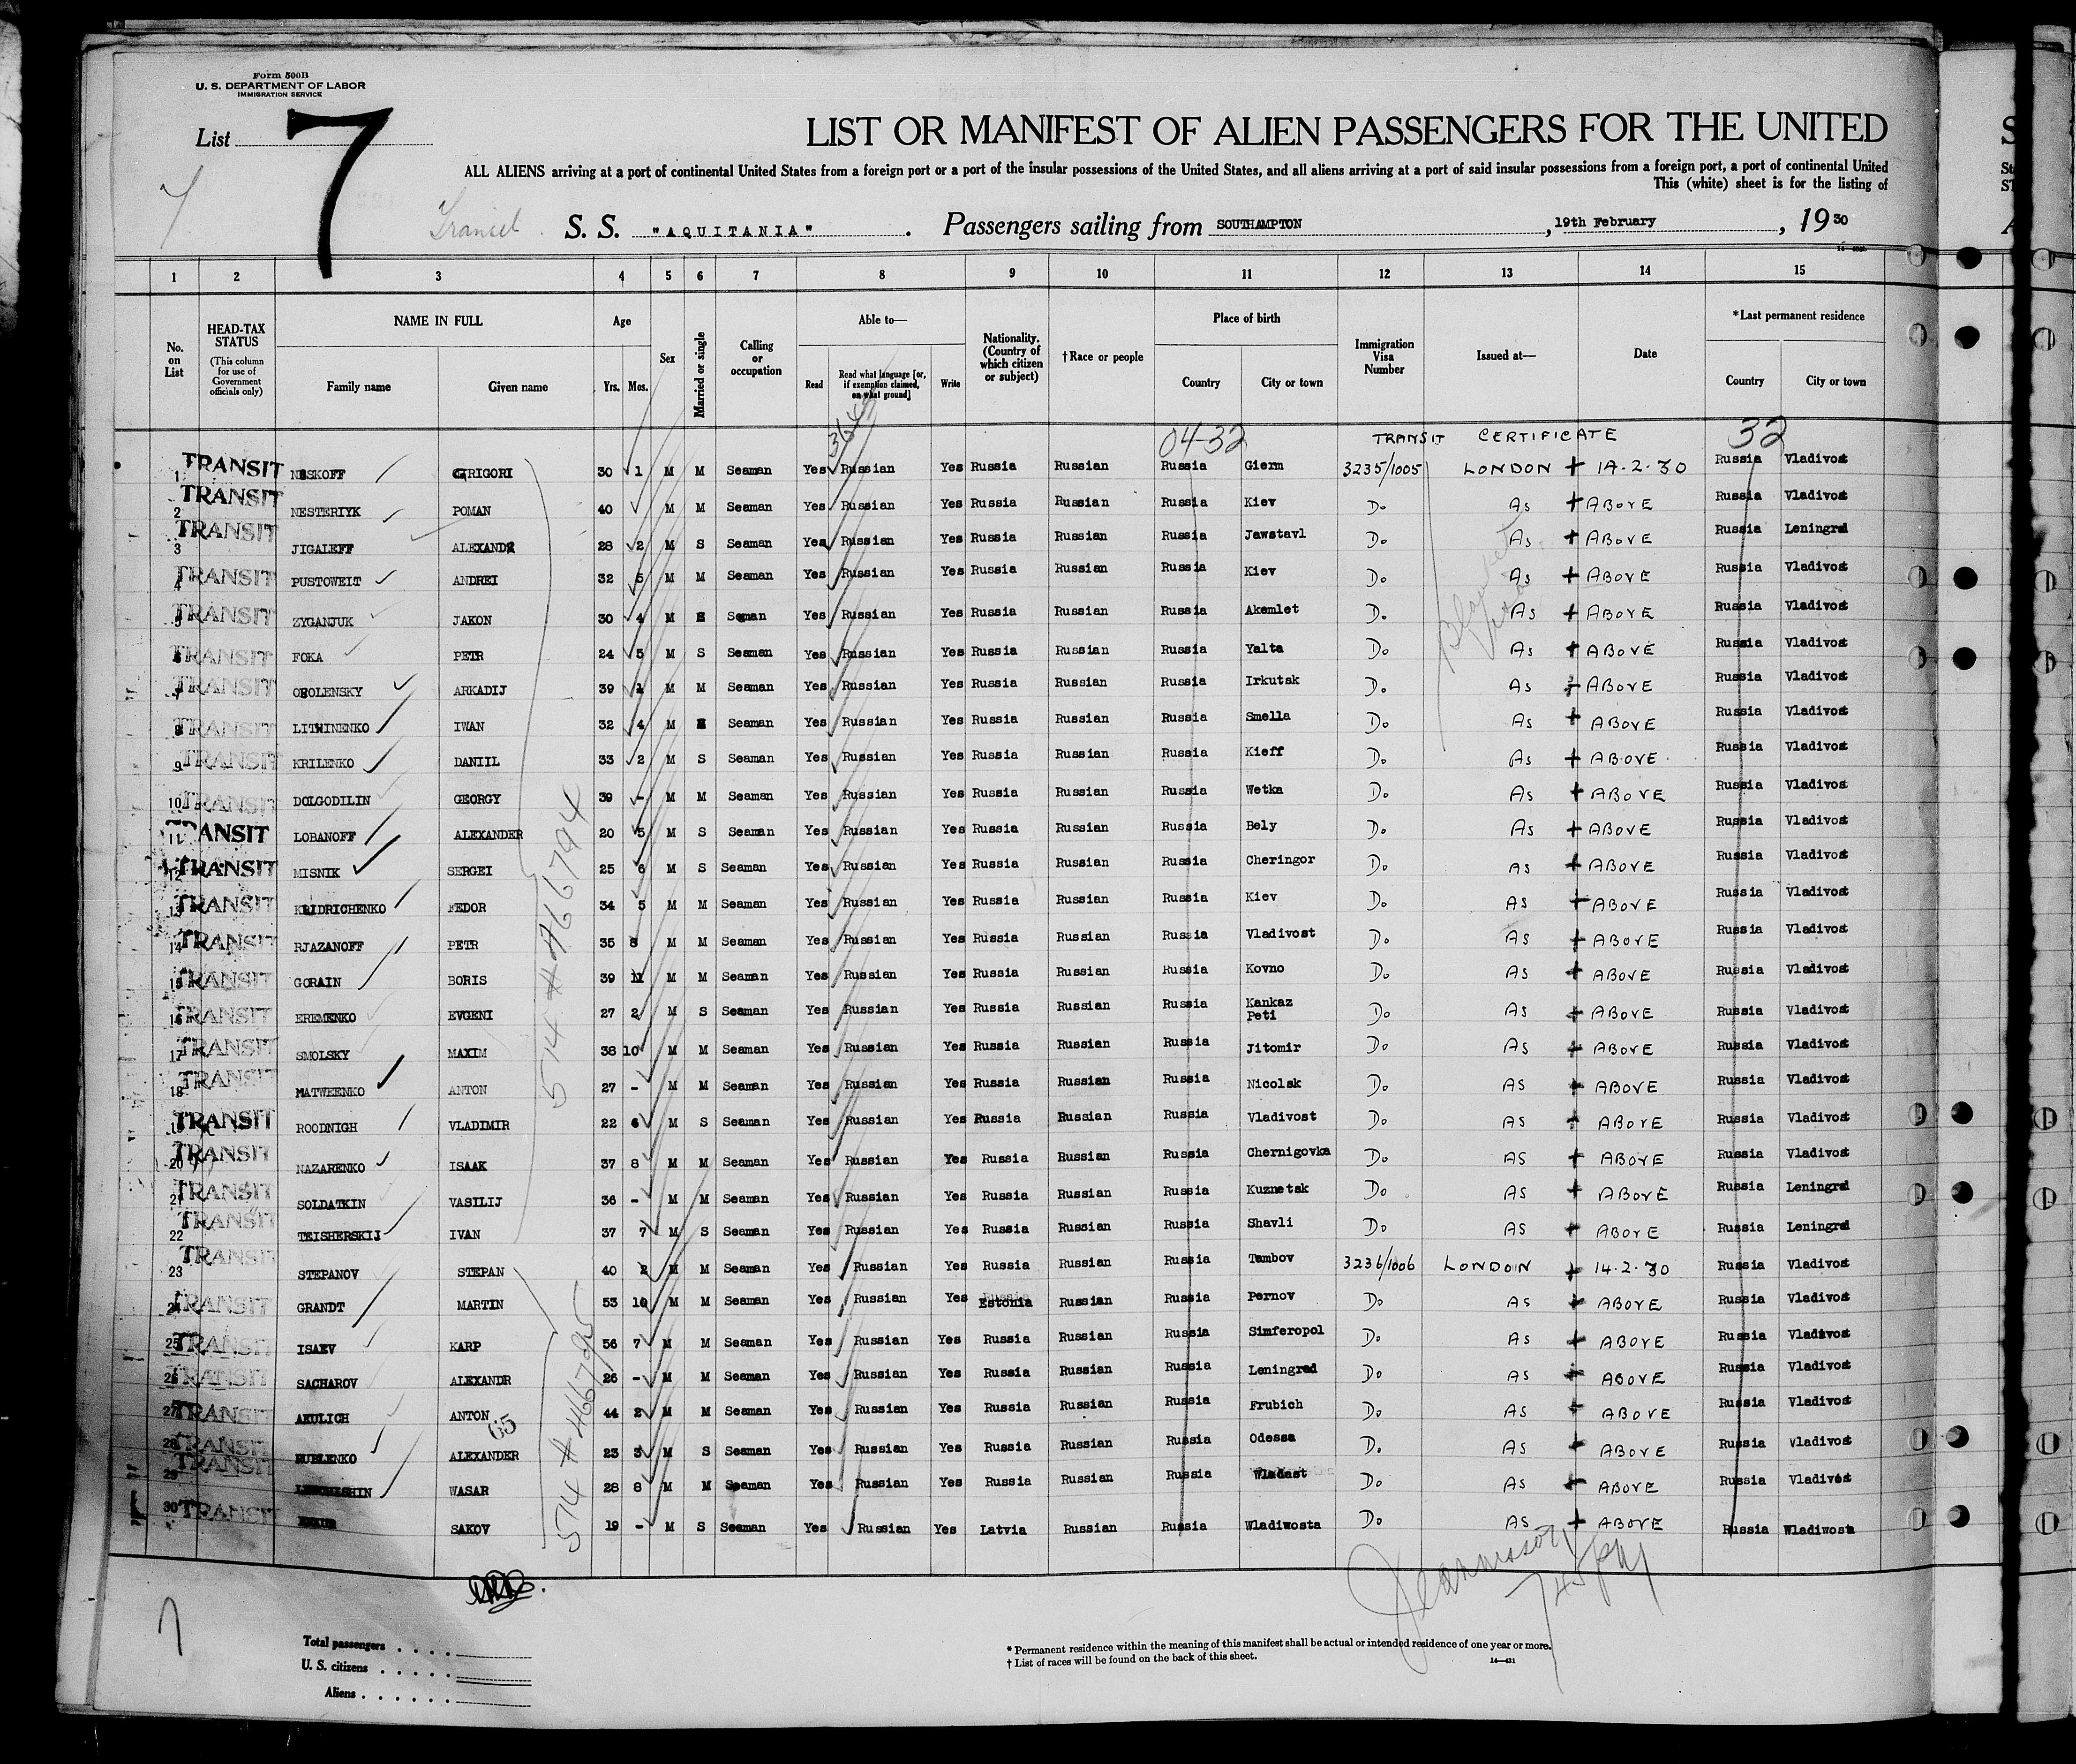 Form 500B
U. S. DEPARTMENT OF LABOR
IMMIGRATION SERVICE
List 7
LIST OR MANIFEST OF ALIEN PASSENGERS FOR THE UNITED
ALL ALIENS arriving at a port of continental United States from a foreign port or a port of the insular possessions of the United States, and all aliens arriving at a port of said insular possessions from a foreign port, a port of continental United
This (white) sheet is for the listing of
S. S. "AQUITANIA". Passengers sailing from SOUTHAMPTON, 19th February, 1930
1 2 3 4 5 6 7 8 9 10 11 12 13 14 15
No. on List HEAD-TAX STATUS (This column for use of Government officials only) NAME IN FULL Family name Given name Age Yrs. Mos. Sex Married or single Calling or occupation Able to— Read Read what language [or, if exemption claimed, on what ground] Write Nationality. (Country of which citizen or subject) †Race or people Place of birth Country City or town Immigration Visa Number Issued at— Date *Last permanent residence Country City or town
04-32 TRANSIT CERTIFICATE 32
1 TRANSIT GRIGORI 30 1 M M Seaman Yes Russian Yes Russia Russian Russia Gierm 3235/1005 LONDON + 14.2.30 Russia Vladivost
2 TRANSIT NESTERIYK POMAN 40 M M Seaman Yes Russian Yes Russia Russian Russia Kiev Do As + ABOVE Russia Vladivost
3 TRANSIT JIGALEFF ALEXANDR 28 2 M S Seaman Yes Russian Yes Russia Russian Russia Jawstavl Do As + ABOVE Russia Leningrad
4 TRANSIT PUSTOWEIT ANDREI 32 5 M M Seaman Yes Russian Yes Russia Russian Russia Kiev Do As + ABOVE Russia Vladivost
5 TRANSIT ZYGANJUK JAKON 30 4 M Seaman Yes Russian Yes Russia Russian Russia Akemlet Do. As + ABOVE Russia Vladivost
6 TRANSIT FOKA PETR 24 5 M S Seaman Yes Russian Yes Russia Russian Russia Yalta Do As + ABOVE Russia Vladivost
7 TRANSIT OBOLENSKY ARKADIJ 39 1 M M Seaman Yes Russian Yes Russia Russian Russia Irkutsk Do. As + ABOVE Russia Vladivost
8 TRANSIT LITWINENKO IWAN 32 4 M Seaman Yes Russian Yes Russia Russian Russia Smella Do As + ABOVE Russia Vladivost
9 TRANSIT KRILENKO DANIIL 33 2 M S Seaman Yes Russian Yes Russia Russian Russia Kieff Do As + ABOVE Russia Vladivost
10 TRANSIT DOLGODILIN GEORGY 39 - M M Seaman Yes Russian Yes Russia Russian Russia Wetka Do As + ABOVE Russia Vladivost
11 TRANSIT LOBANOFF ALEXANDER 20 5 M S Seaman Yes Russian Yes Russia Russian Russia Bely Do As + ABOVE Russia Vladivost
12 TRANSIT MISNIK SERGEI 25 6 M S Seaman Yes Russian Yes Russia Russian Russia Cheringor Do AS + ABOVE Russia Vladivost
13 TRANSIT KRIDRICHENKO FEDOR 34 5 M M Seaman Yes Russian Yes Russia Russian Russia Kiev Do AS + ABOVE Russia Vladivost
14 TRANSIT RJAZANOFF PETR 35 8 M M Seaman Yes Russian Yes Russia Russian Russia Vladivost Do AS + ABOVE Russia Vladivost
15 TRANSIT GORAIN BORIS 39 11 M M Seaman Yes Russian Yes Russia Russian Russia Kovno Do. AS + ABOVE Russia Vladivost
16 TRANSIT EREMENKO EVGENI 27 2 M S Seaman Yes Russian Yes Russia Russian Russia Kankaz Peti Do AS + ABOVE Russia Vladivost
17 TRANSIT SMOLSKY MAXIM 38 10 M M Seaman Yes Russian Yes Russia Russian Russia Jitomir Do AS + ABOVE Russia Vladivost
18 TRANSIT MATWEENKO ANTON 27 - M M Seaman Yes Russian Yes Russia Russian Russia Nicolsk Do AS + ABOVE Russia Vladivost
19 TRANSIT ROODNIGH VLADIMIR 22 6 M S Seaman Yes Russian Yes Russia Russian Russia Vladivost Do AS + ABOVE Russia Vladivost
20 TRANSIT NAZARENKO ISAAK 37 8 M M Seaman Yes Russian Yes Russia Russian Russia Chernigovka Do AS + ABOVE Russia Vladivost
21 TRANSIT SOLDATKIN VASILIJ 36 - M M Seaman Yes Russian Yes Russia Russian Russia Kuznetsk Do AS + ABOVE Russia Leningrad
22 TRANSIT TEISHERSKIJ IVAN 37 7 M S Seaman Yes Russian Yes Russia Russian Russia Shavli Do AS + ABOVE Russia Leningrad
23 TRANSIT STEPANOV STEPAN 40 2 M M Seaman Yes Russian Yes Russia Russian Russia Tambov 3236/1006 LONDON + 14.2.30 Russia Vladivost
24 TRANSIT GRANDT MARTIN 53 10 M M Seaman Yes Russian Yes Estonia Russian Russia Pernov Do AS + ABOVE Russia Vladivost
25 TRANSIT ISAEV KARP 56 7 M M Seaman Yes Russian Yes Russia Russian Russia Simferopol Do As + ABOVE Russia Vladivost
26 TRANSIT SACHAROV ALEXANDR 26 - M M Seaman Yes Russian Yes Russia Russian Russia Leningrad Do AS + ABOVE Russia Vladivost
27 TRANSIT AKULICH ANTON 44 2 M M Seaman Yes Russian Yes Russia Russian Russia Frubich Do AS + ABOVE Russia Vladivost
65
28 TRANSIT RUBLENKO ALEXANDER 23 3 M S Seaman Yes Russian Yes Russia Russian Russia Odessa Do. AS + ABOVE Russia Vladivost
29 TRANSIT WASAR 28 8 M M Seaman Yes Russian Yes Russia Russian Russia Wladast Do AS + ABOVE Russia Vladivost
30 TRANSIT SAKOV 19 - M S Seaman Yes Russian Yes Latvia Russian Russia Wladiwosta Do AS + ABOVE Russia Wladiwosta
574 # 466794
574 # 466795
7 45 PM
Total passengers
U. S. citizens
Aliens
* Permanent residence within the meaning of this manifest shall be actual or intended residence of one year or more.
† List of races will be found on the back of this sheet.
14—431